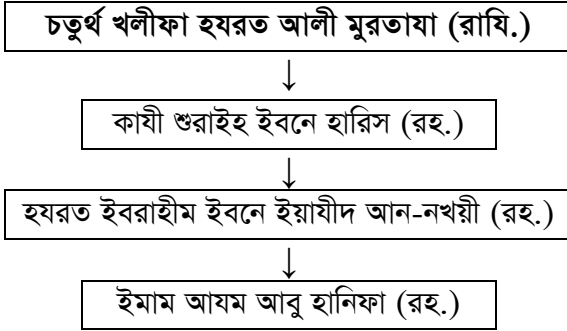 চতুর্থ খলীফা হযরত আলী মুরতাযা (রাযি.)
↓
কাযী শুরাইহ ইবনে হারিস (রহ.)
↓
হযরত ইবরাহীম ইবনে ইয়াযীদ আন-নখয়ী (রহ.)
↓
ইমাম আযম আবু হানিফা (রহ.)